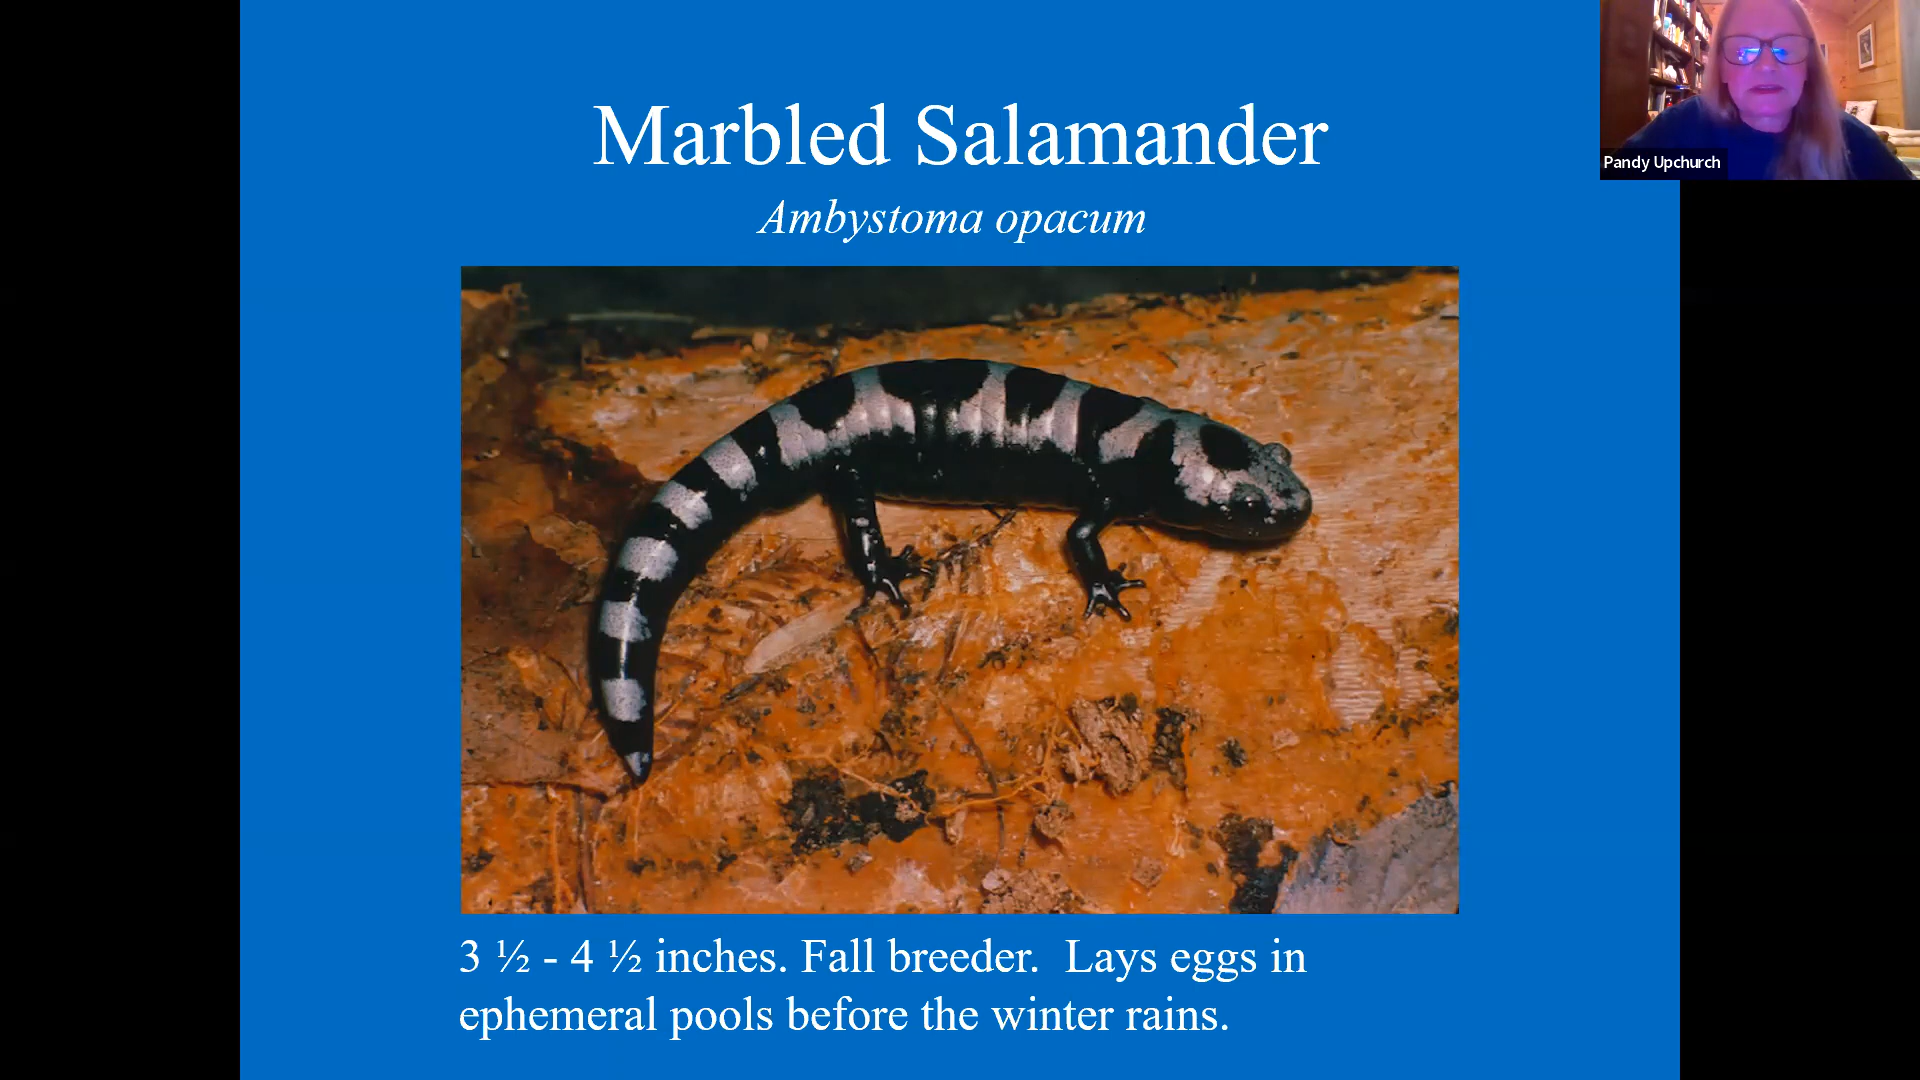 Marbled Salamander
Ambystoma opacum
Pandy Upchurch
3 ½ - 4 ½ inches. Fall breeder.  Lays eggs in
ephemeral pools before the winter rains.